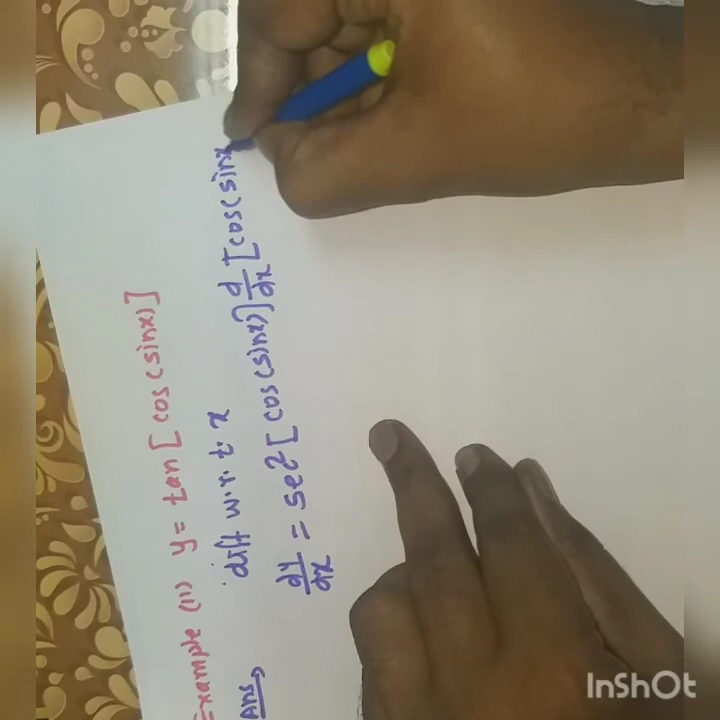 Example (11) y = tan [cos(sinx)]
Ans → diff w.r.t. x
dy/dx = sec² [cos(sinx)] d/dx [cos(sinx
InShOt